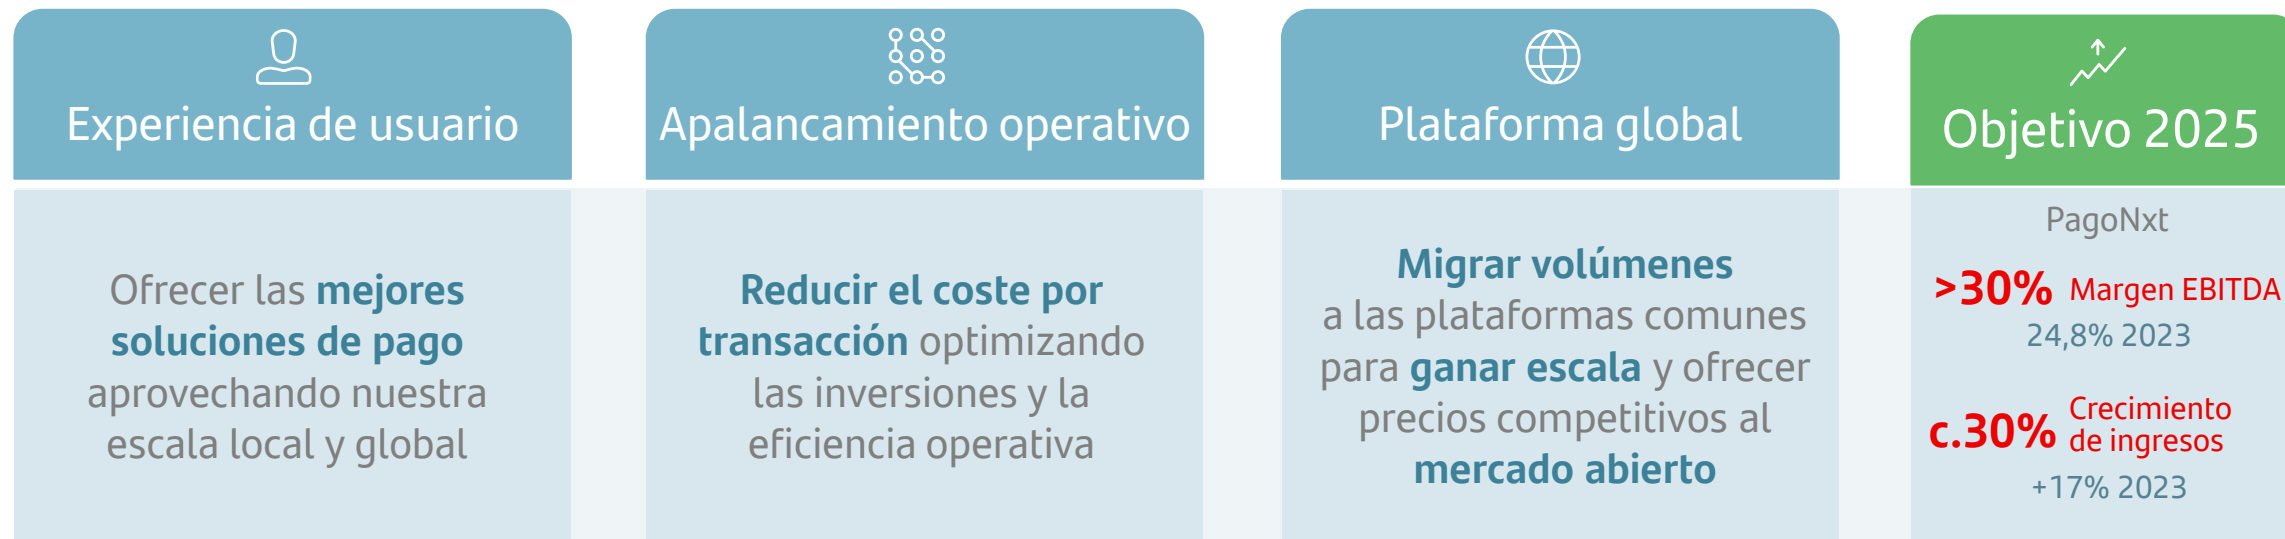 Experiencia de usuario
Ofrecer las mejores
soluciones de pago
aprovechando nuestra
escala local y global
Apalancamiento operativo
Reducir el coste por
transacción optimizando
las inversiones y la
eficiencia operativa
Plataforma global
Migrar volúmenes
a las plataformas comunes
para ganar escala y ofrecer
precios competitivos al
mercado abierto
Objetivo 2025
PagoNxt
>30% Margen EBITDA
24,8% 2023
c.30% Crecimiento
de ingresos
+17% 2023